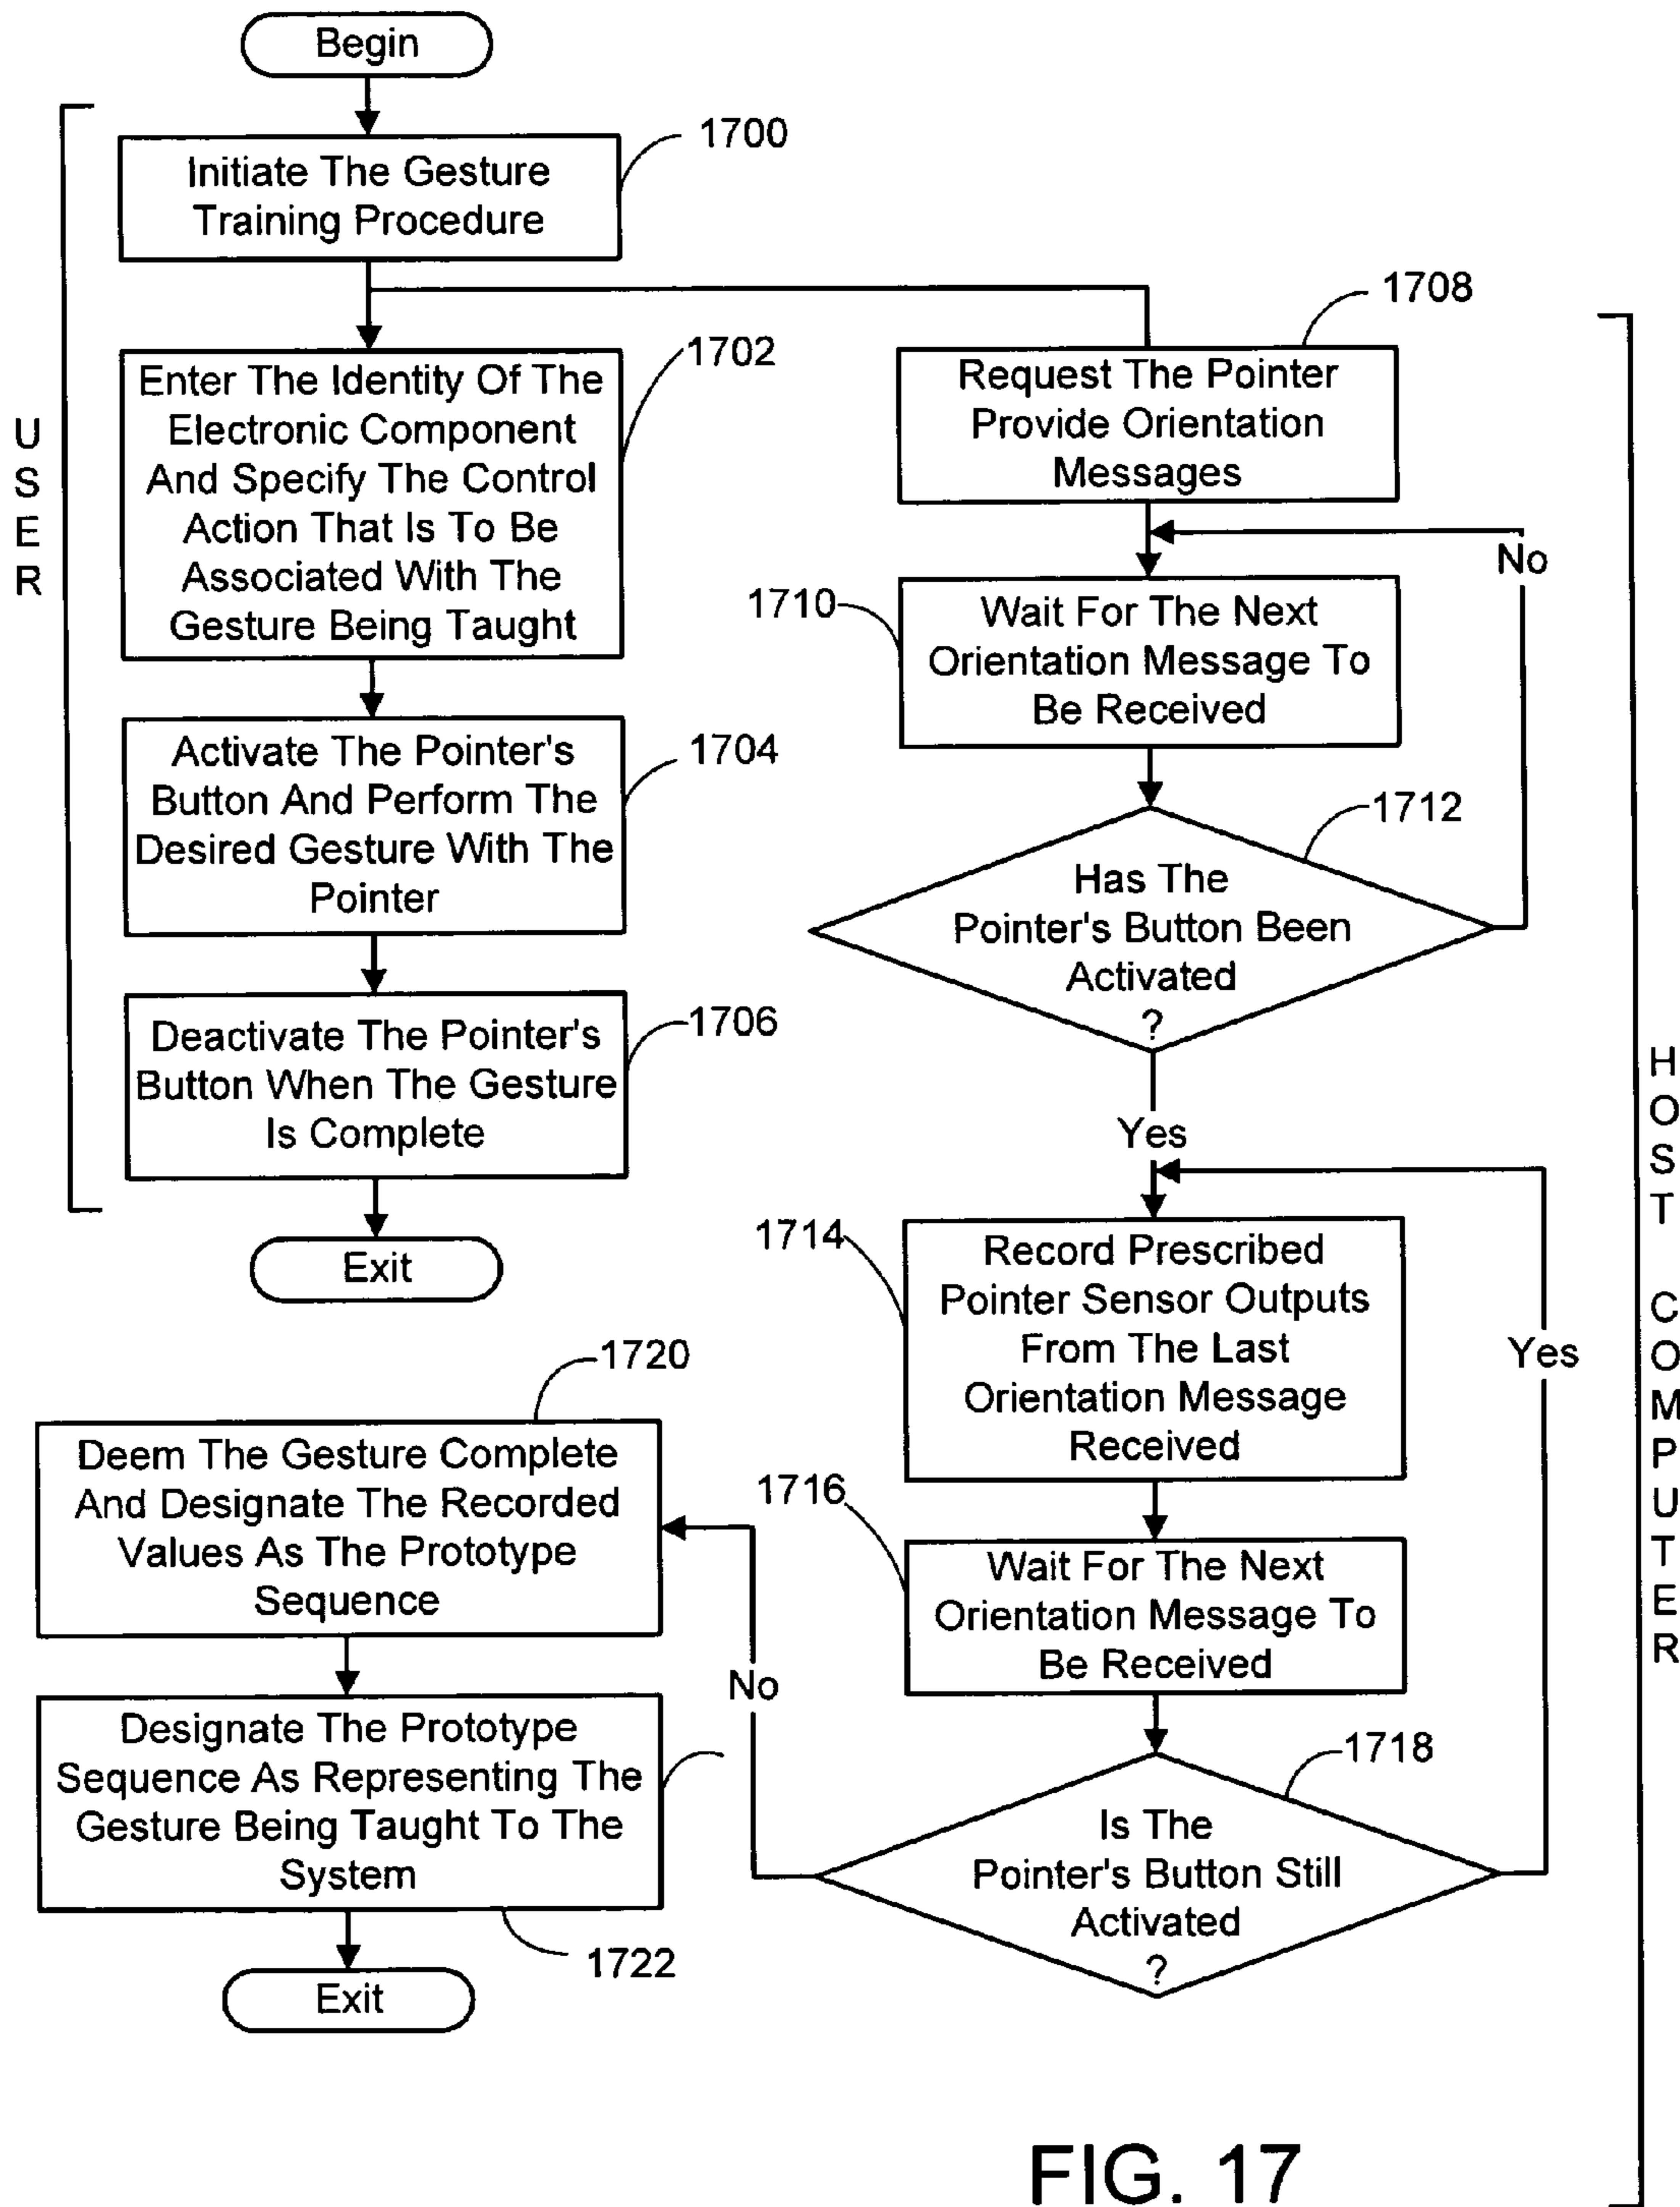 Begin
1700
Initiate The Gesture
Training Procedure
1702
Enter The Identity Of The
Electronic Component
And Specify The Control
Action That Is To Be
Associated With The
Gesture Being Taught
1704
Activate The Pointer's
Button And Perform The
Desired Gesture With The
Pointer
1706
Deactivate The Pointer's
Button When The Gesture
Is Complete
Exit
USER
1708
Request The Pointer
Provide Orientation
Messages
No
1710
Wait For The Next
Orientation Message To
Be Received
1712
Has The
Pointer's Button Been
Activated
?
Yes
1714
Record Prescribed
Pointer Sensor Outputs
From The Last
Orientation Message
Received
Yes
1716
Wait For The Next
Orientation Message To
Be Received
1718
Is The
Pointer's Button Still
Activated
?
No
1720
Deem The Gesture Complete
And Designate The Recorded
Values As The Prototype
Sequence
Designate The Prototype
Sequence As Representing The
Gesture Being Taught To The
System
1722
Exit
HOST COMPUTER
FIG. 17